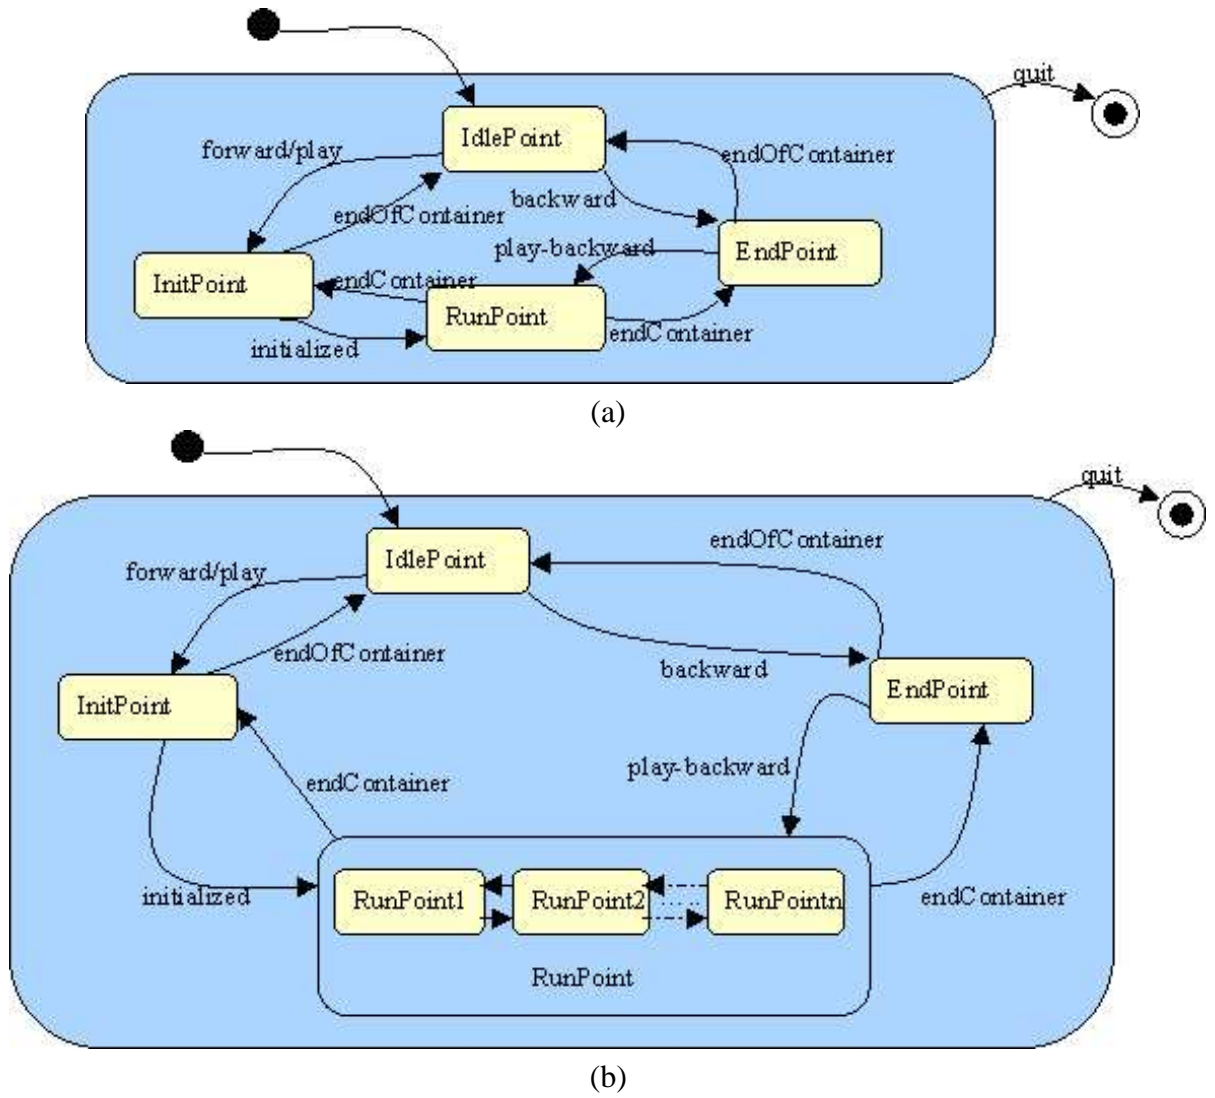 quit
IdlePoint
forward/play
endOfContainer
backward
endOfContainer
play-backward
EndPoint
InitPoint
endContainer
RunPoint
initialized
endContainer
(a)
quit
endOfContainer
IdlePoint
forward/play
endOfContainer
backward
EndPoint
InitPoint
play-backward
endContainer
initialized
RunPoint1
RunPoint2
RunPointn
endContainer
RunPoint
(b)